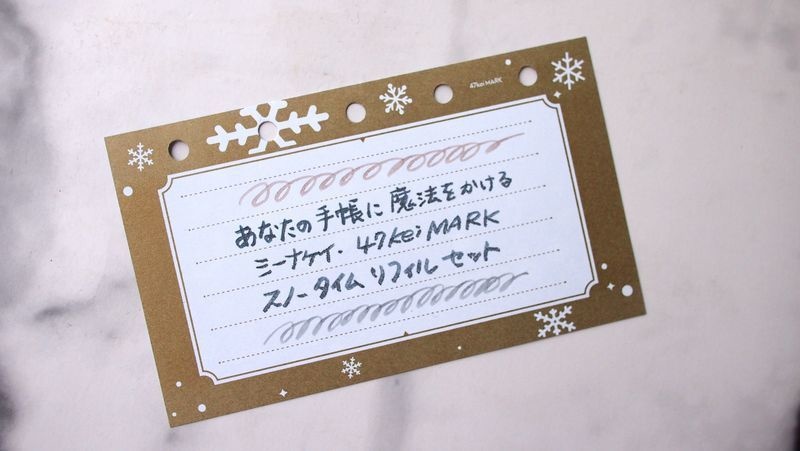 47kei MARK
あなたの手帳に魔法をかける
ミーナケイ・47kei MARK
スノータイムリフィルセット